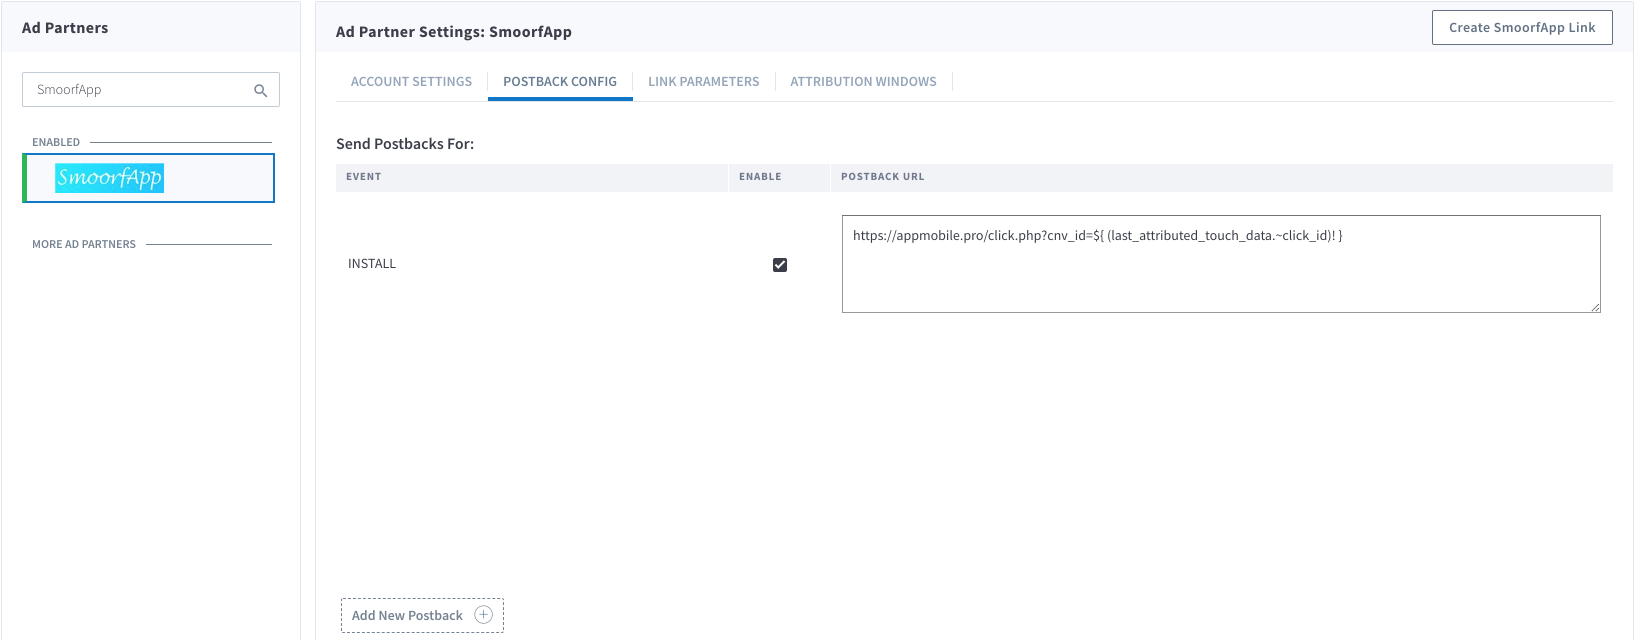 Ad Partners
SmoorfApp
ENABLED
SmoorfApp
MORE AD PARTNERS
Ad Partner Settings: SmoorfApp
Create SmoorfApp Link
ACCOUNT SETTINGS
POSTBACK CONFIG
LINK PARAMETERS
ATTRIBUTION WINDOWS
Send Postbacks For:
EVENT
ENABLE
POSTBACK URL
INSTALL
https://appmobile.pro/click.php?cnv_id=${ (last_attributed_touch_data.~click_id)! }
Add New Postback